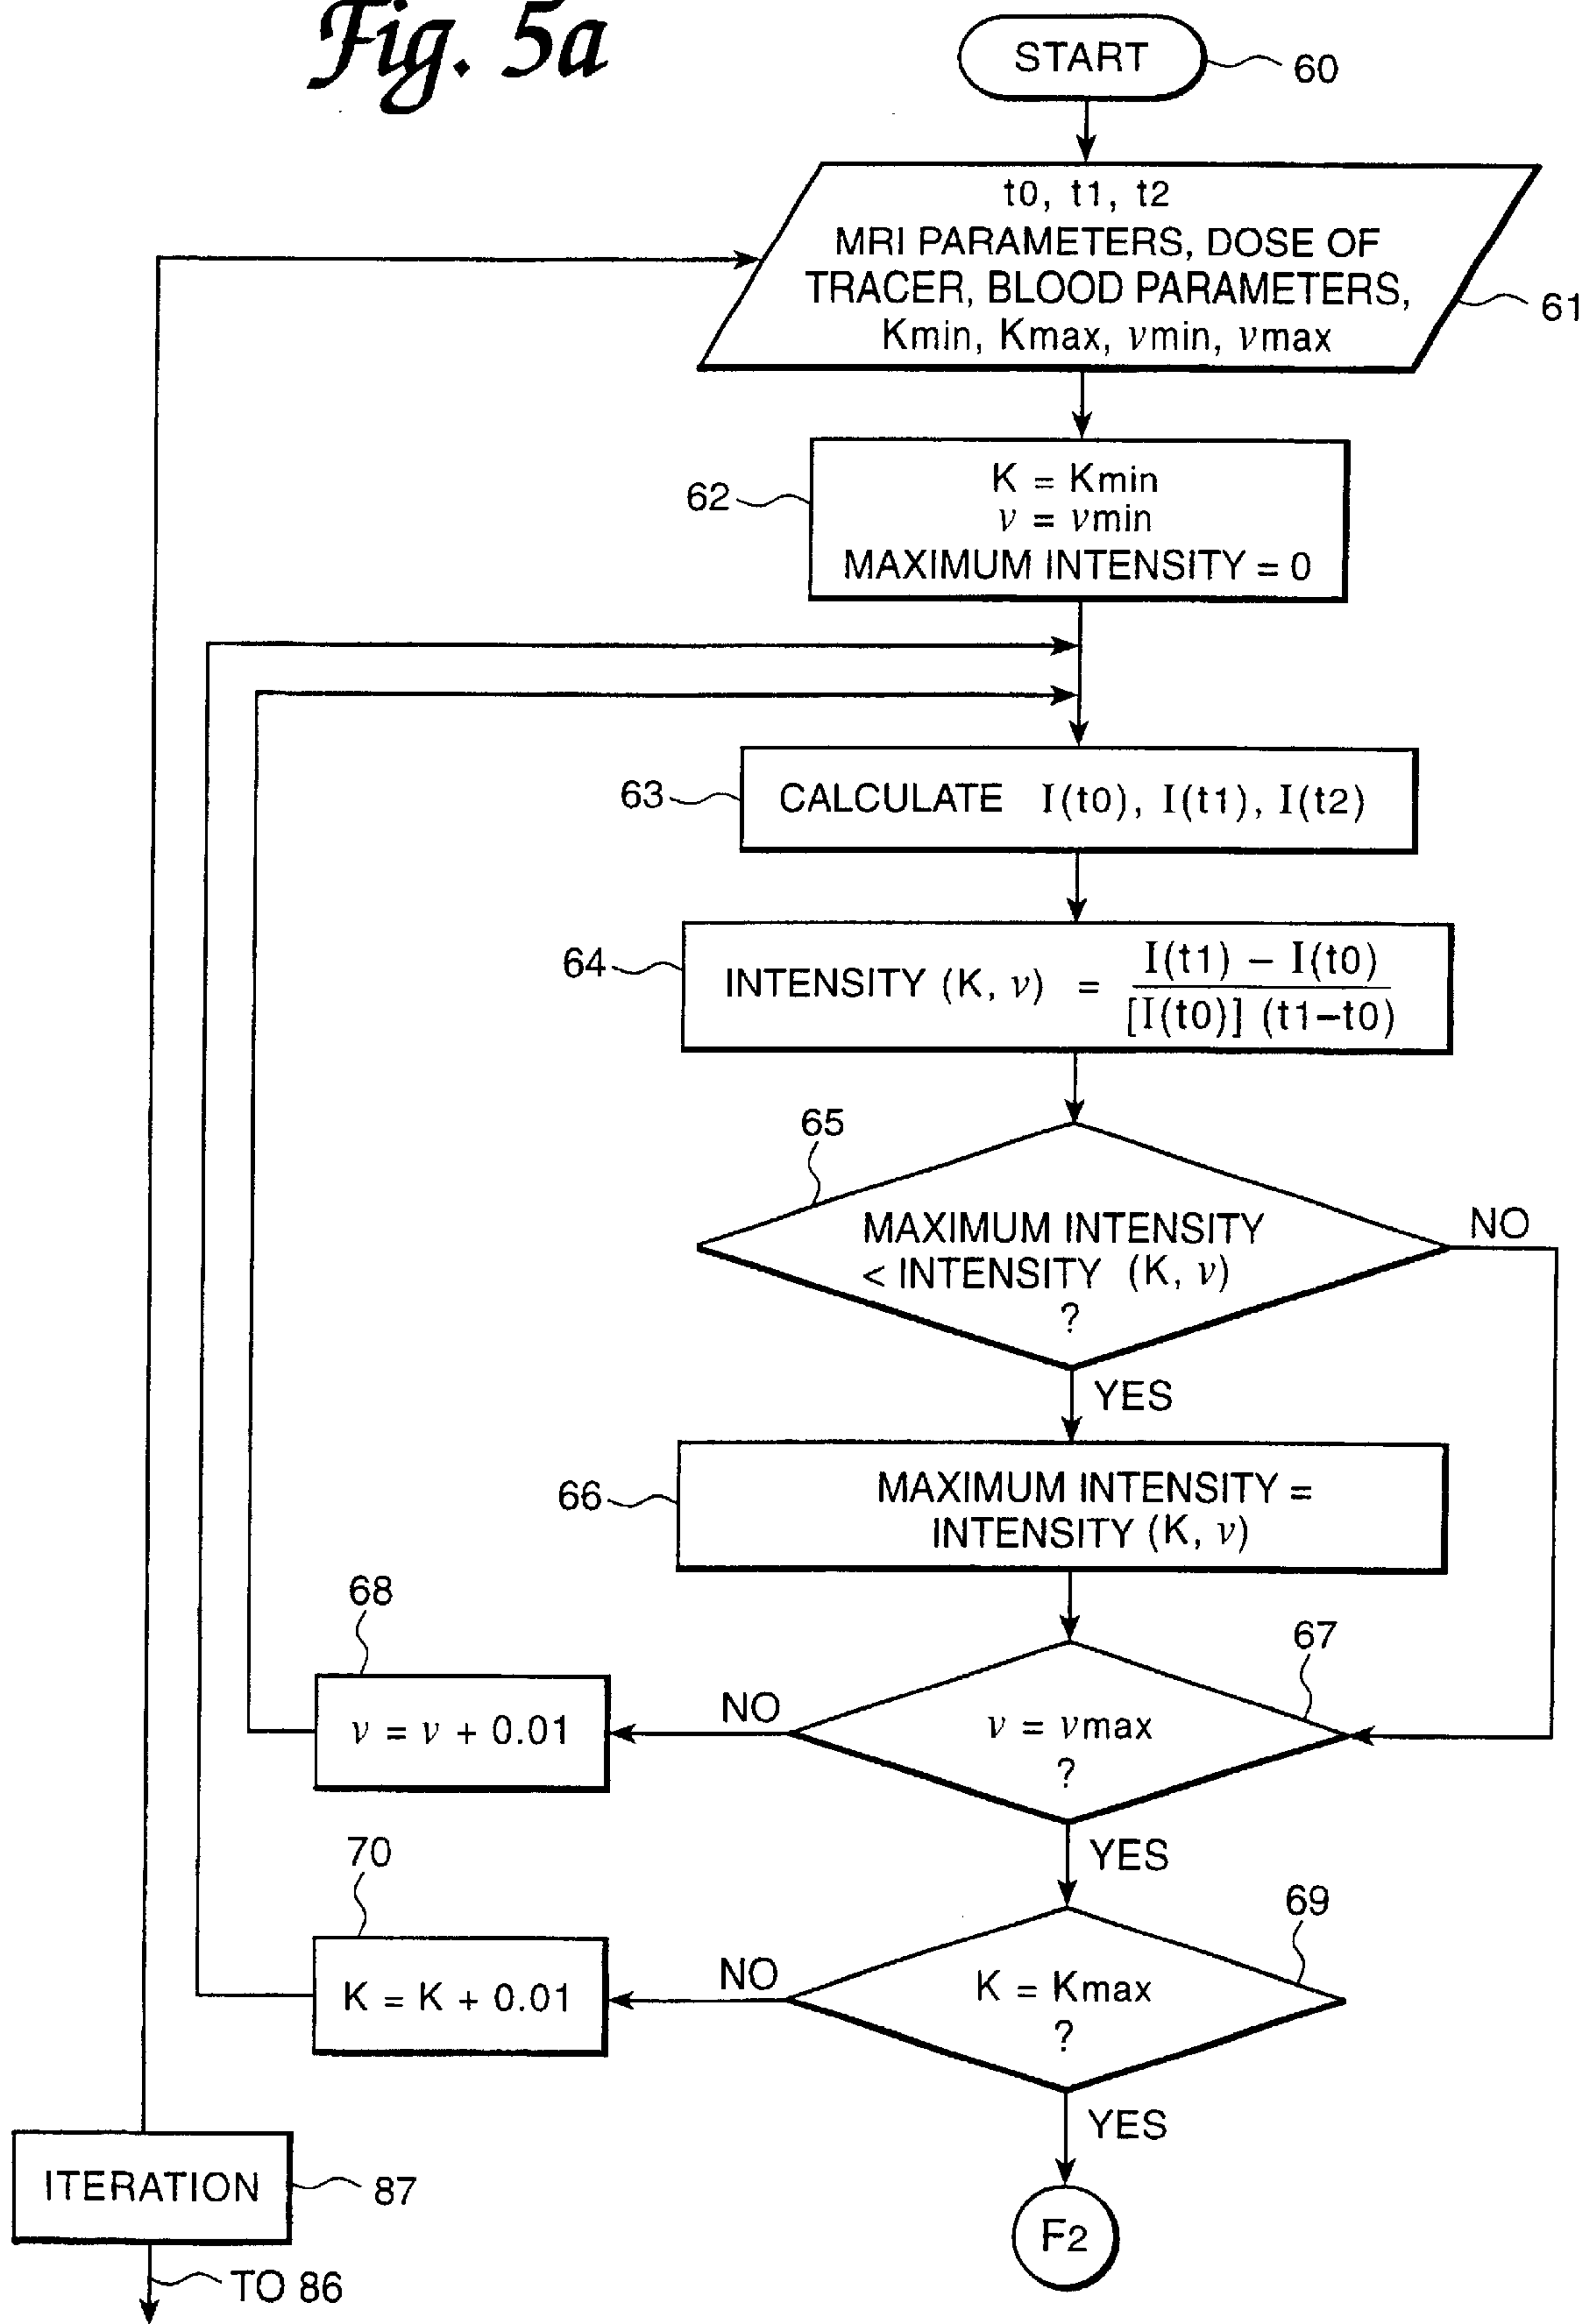 Fig. 5a
START
60
t0, t1, t2
MRI PARAMETERS, DOSE OF
TRACER, BLOOD PARAMETERS,
Kmin, Kmax, νmin, νmax
61
62
K = Kmin
ν = νmin
MAXIMUM INTENSITY = 0
63
CALCULATE I(t0), I(t1), I(t2)
64
INTENSITY (K, ν) = I(t1) − I(t0)
[I(t0)] (t1−t0)
65
MAXIMUM INTENSITY
< INTENSITY (K, ν)
?
NO
YES
66
MAXIMUM INTENSITY =
INTENSITY (K, ν)
68
67
ν = ν + 0.01
NO
ν = νmax
?
YES
70
69
K = K + 0.01
NO
K = Kmax
?
YES
ITERATION
87
F2
TO 86